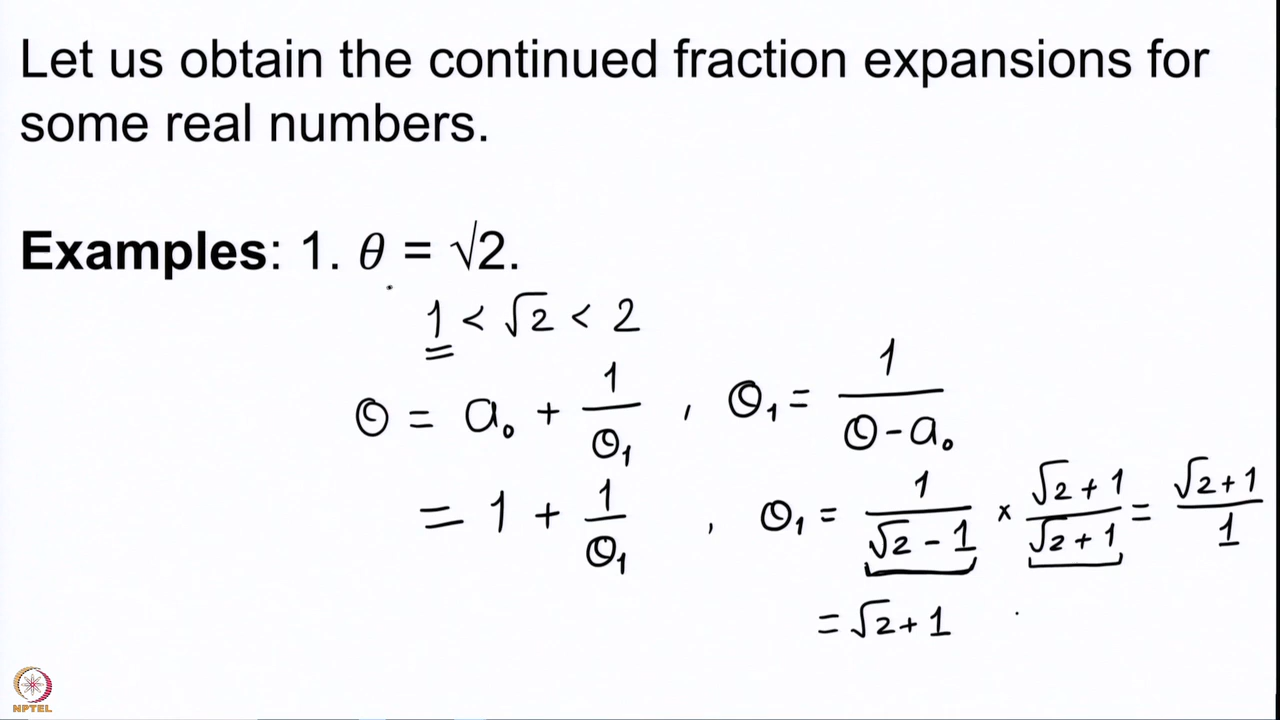 Let us obtain the continued fraction expansions for
some real numbers.
Examples: 1. θ = √2.
1 < √2 < 2
θ = a₀ + 1/θ₁ , θ₁ = 1/(θ - a₀)
= 1 + 1/θ₁ , θ₁ = 1/(√2 - 1) × (√2 + 1)/(√2 + 1) = (√2 + 1)/1
= √2 + 1
NPTEL